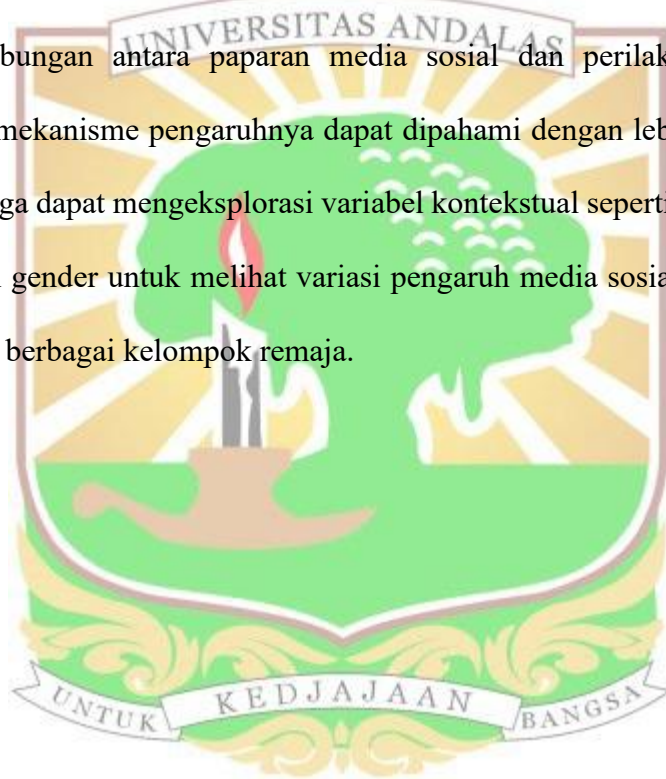 UNIVERSITAS ANDALAS
bungan antara paparan media sosial dan perilak
mekanisme pengaruhnya dapat dipahami dengan leb
ga dapat mengeksplorasi variabel kontekstual seperti
gender untuk melihat variasi pengaruh media sosia
berbagai kelompok remaja.
UNTUK KEDJAJAAN BANGSA